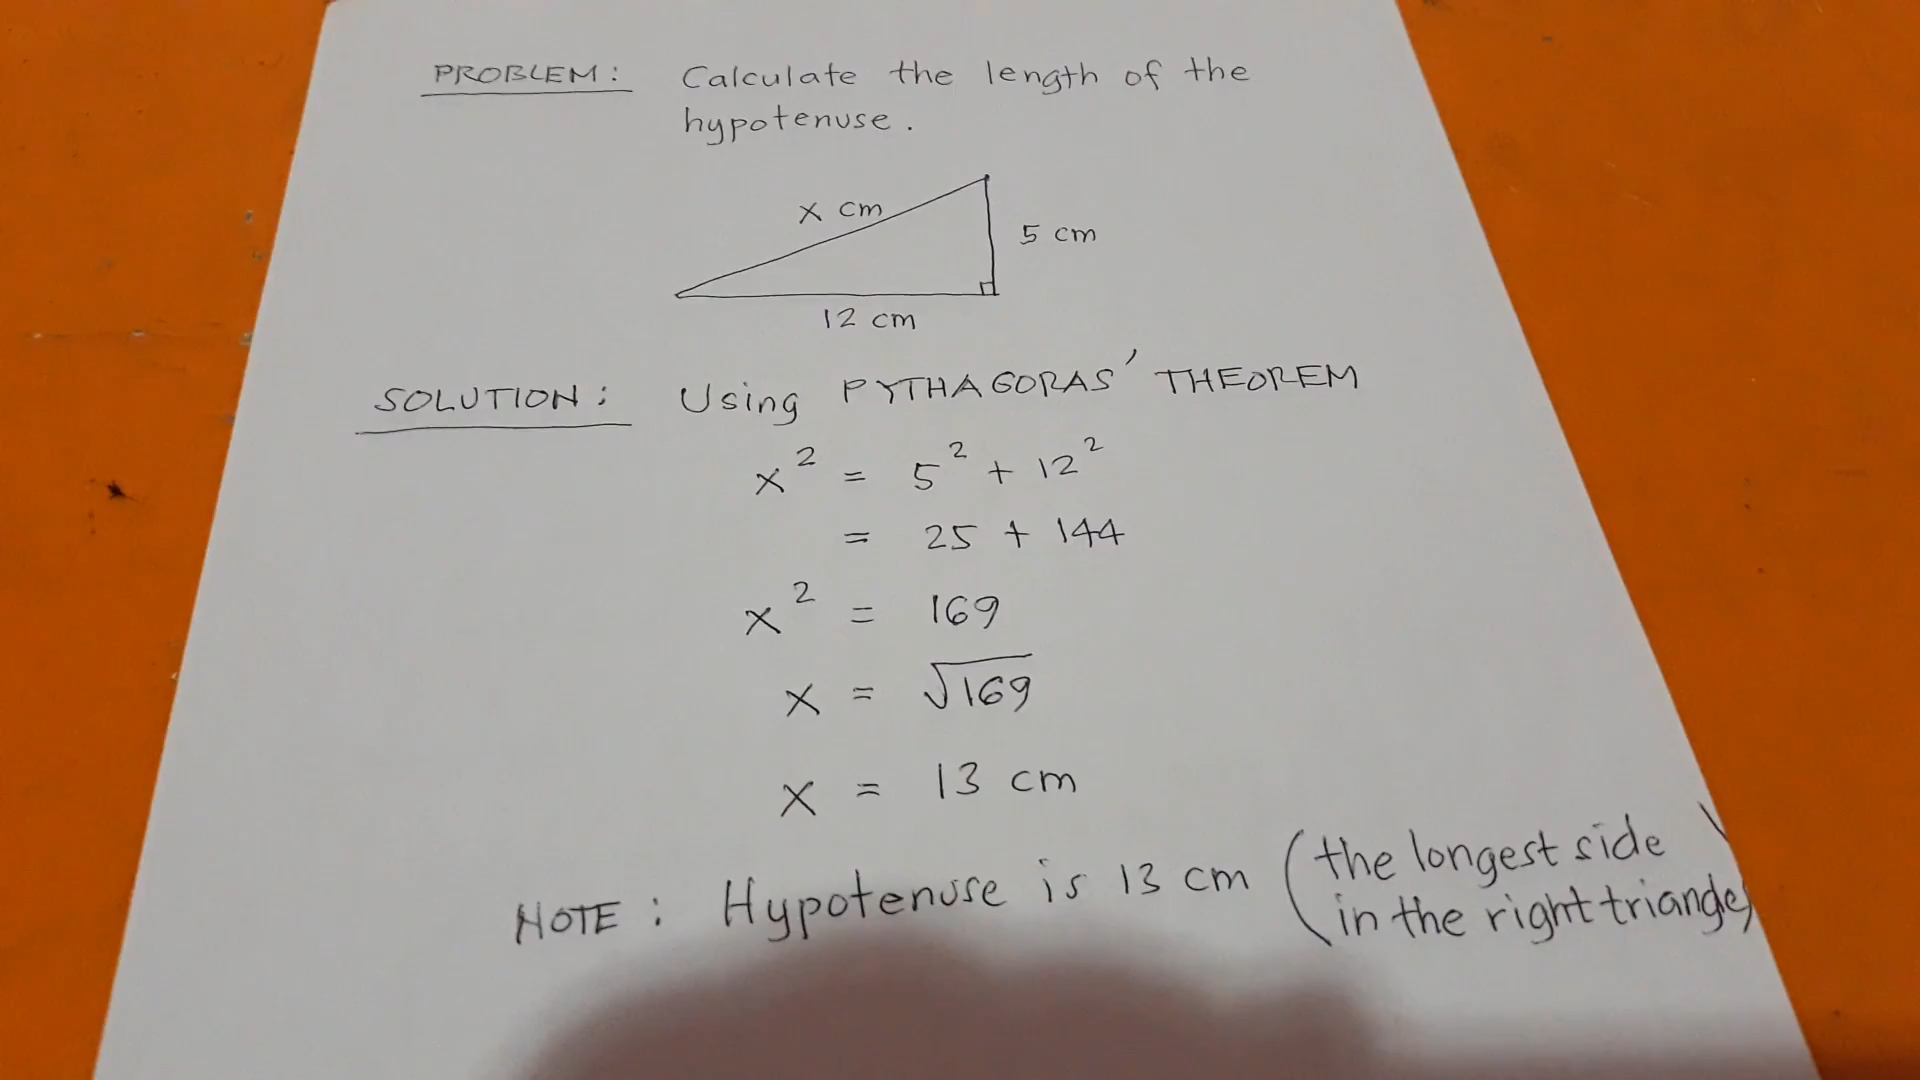 PROBLEM: Calculate the length of the
hypotenuse.
x cm
5 cm
12 cm
SOLUTION: Using PYTHAGORAS' THEOREM
x² = 5² + 12²
= 25 + 144
x² = 169
x = √169
x = 13 cm
NOTE: Hypotenuse is 13 cm (the longest side
in the right triangle)